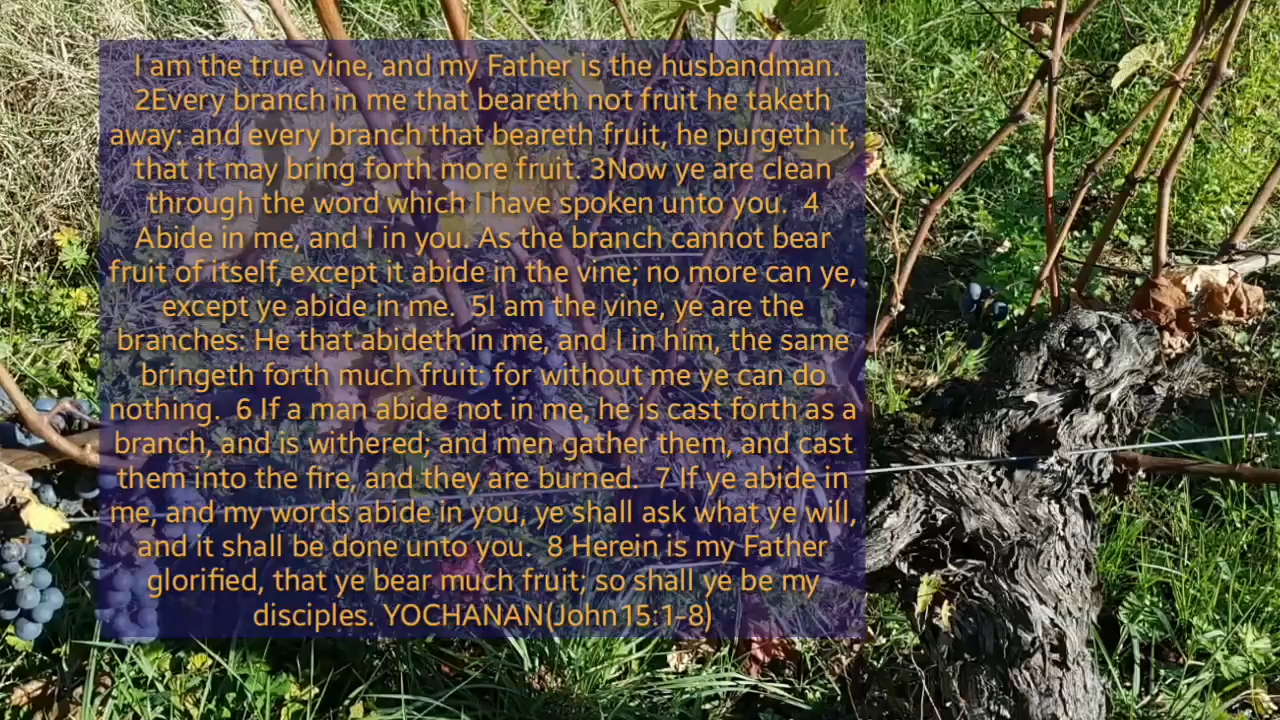 I am the true vine, and my Father is the husbandman.
2Every branch in me that beareth not fruit he taketh
away: and every branch that beareth fruit, he purgeth it,
that it may bring forth more fruit. 3Now ye are clean
through the word which I have spoken unto you. 4
Abide in me, and I in you. As the branch cannot bear
fruit of itself, except it abide in the vine; no more can ye,
except ye abide in me. 5I am the vine, ye are the
branches: He that abideth in me, and I in him, the same
bringeth forth much fruit: for without me ye can do
nothing. 6 If a man abide not in me, he is cast forth as a
branch, and is withered; and men gather them, and cast
them into the fire, and they are burned. 7 If ye abide in
me, and my words abide in you, ye shall ask what ye will,
and it shall be done unto you. 8 Herein is my Father
glorified, that ye bear much fruit; so shall ye be my
disciples. YOCHANAN(John15:1-8)